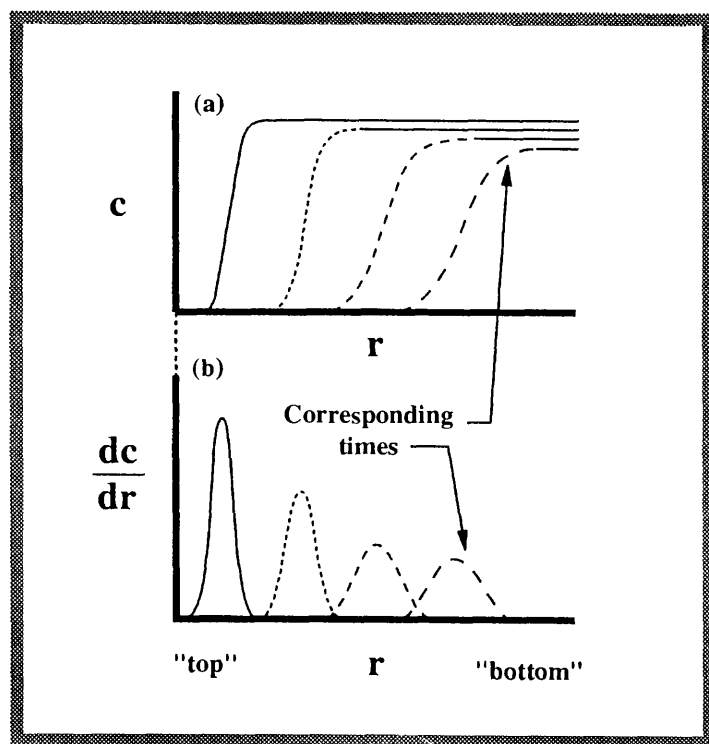 (a)
c
r
(b)
Corresponding
times
dc
dr
"top"
r
"bottom"